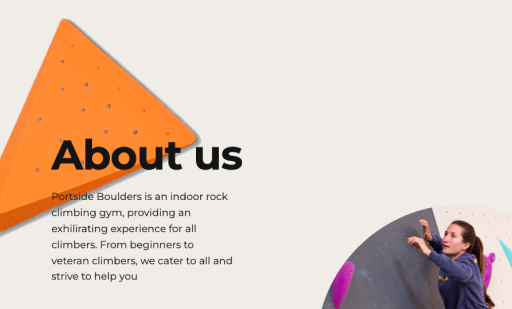 About us
Portside Boulders is an indoor rock
climbing gym, providing an
exhilirating experience for all
climbers. From beginners to
veteran climbers, we cater to all and
strive to help you